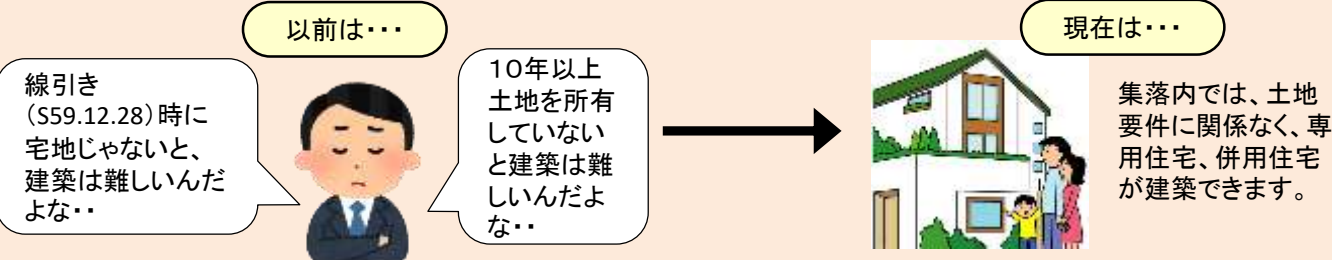 以前は・・・
線引き
（S59.12.28）時に
宅地じゃないと、
建築は難しいんだ
よな・・
１０年以上
土地を所有
していない
と建築は難
しいんだよ
な・・
現在は・・・
集落内では、土地
要件に関係なく、専
用住宅、併用住宅
が建築できます。